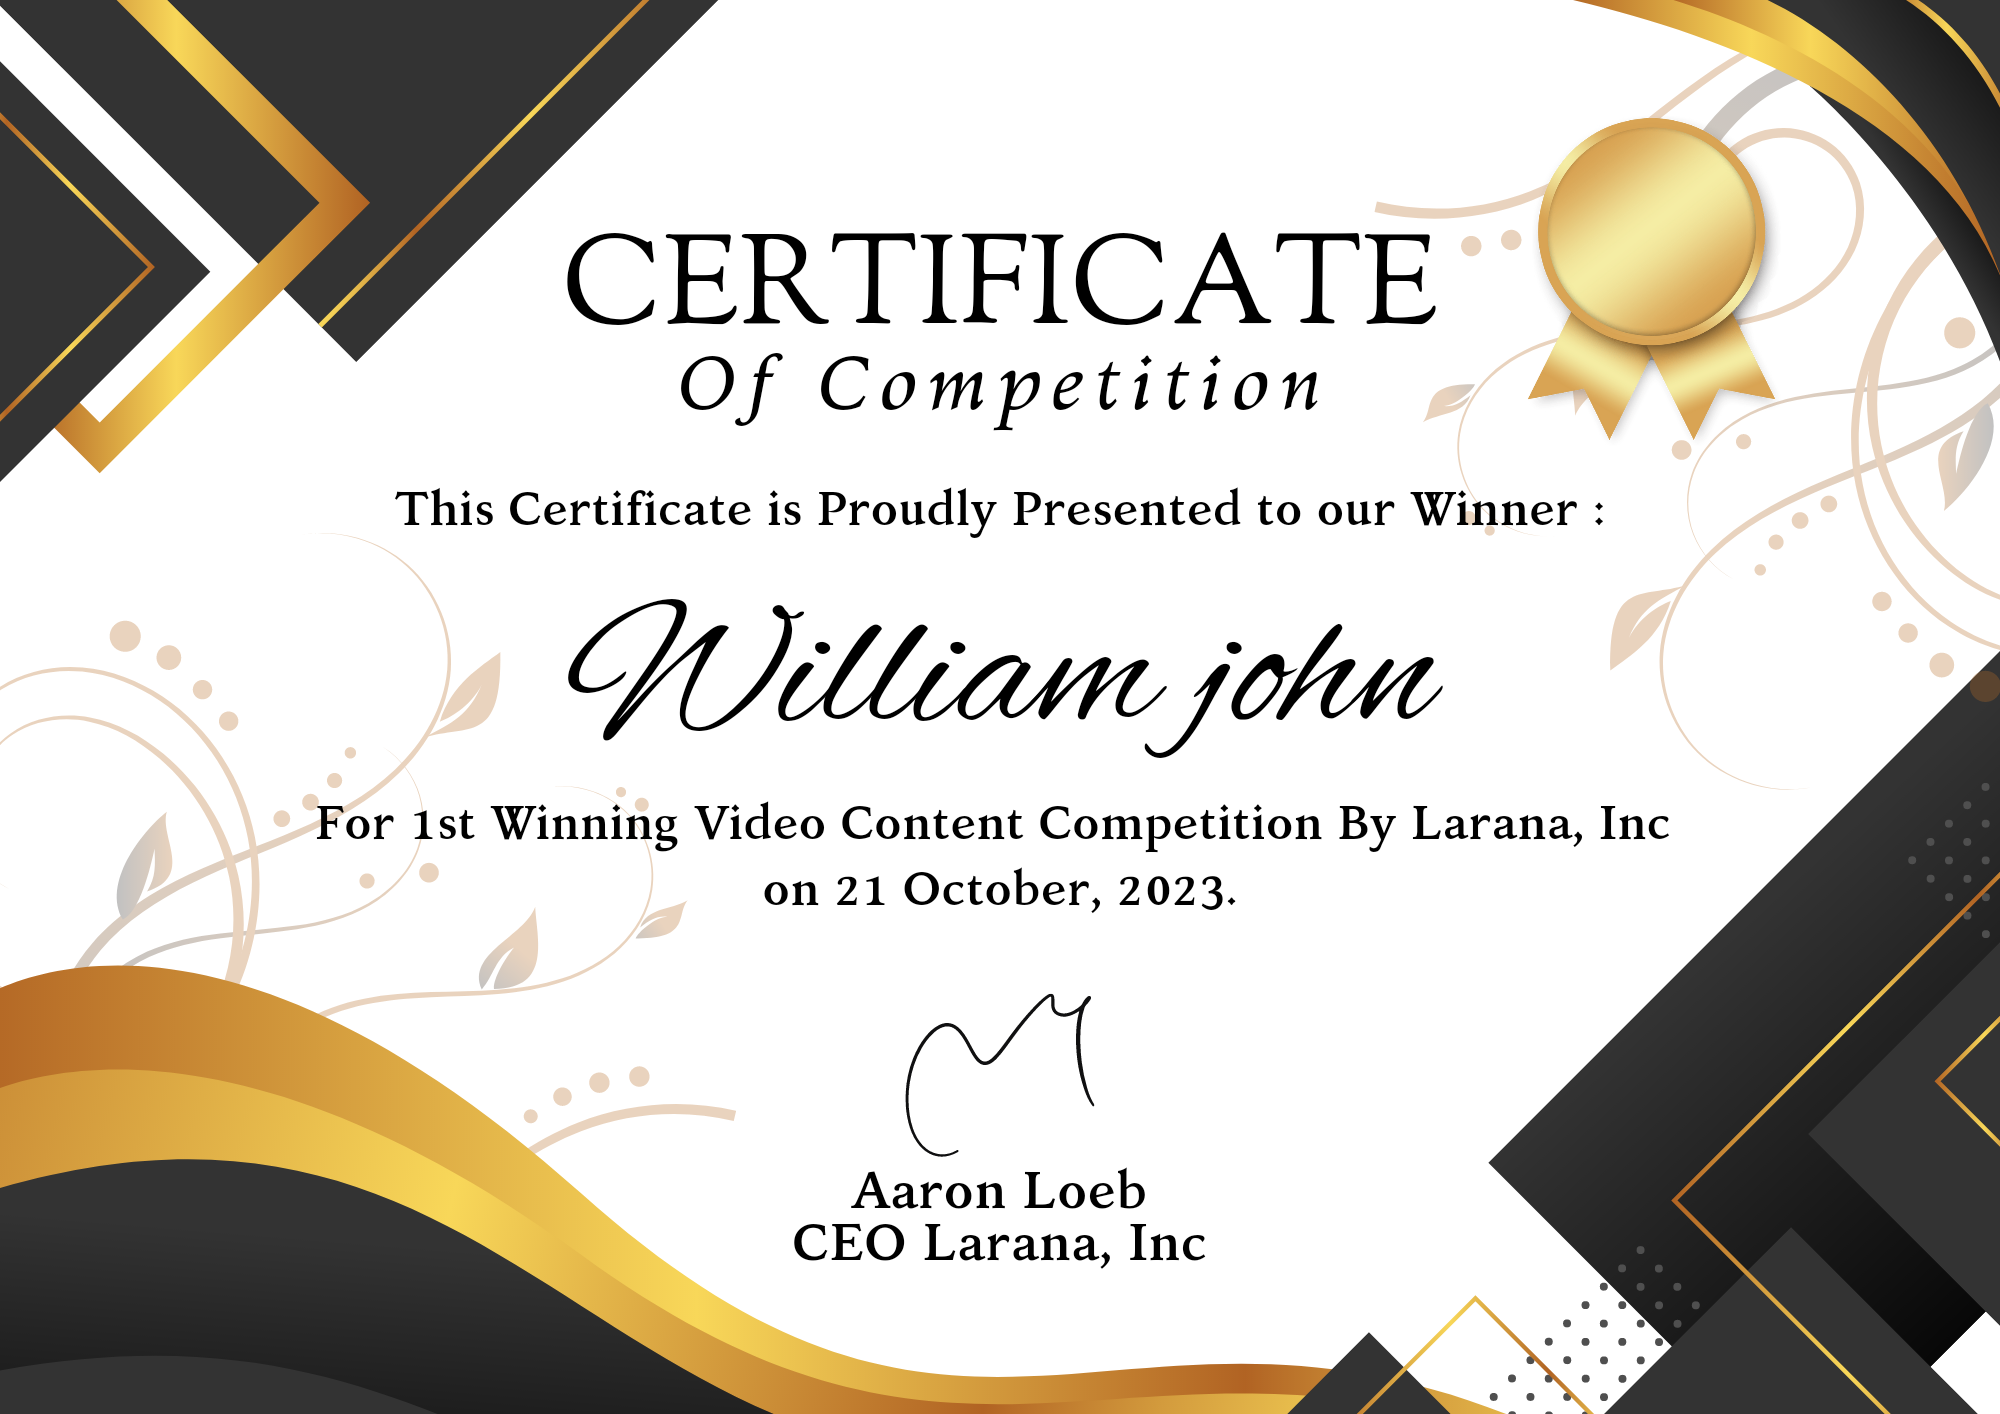 CERTIFICATE
Of Competition
This Certificate is Proudly Presented to our Winner :
William john
For 1st Winning Video Content Competition By Larana, Inc
on 21 October, 2023.
Aaron Loeb
CEO Larana, Inc